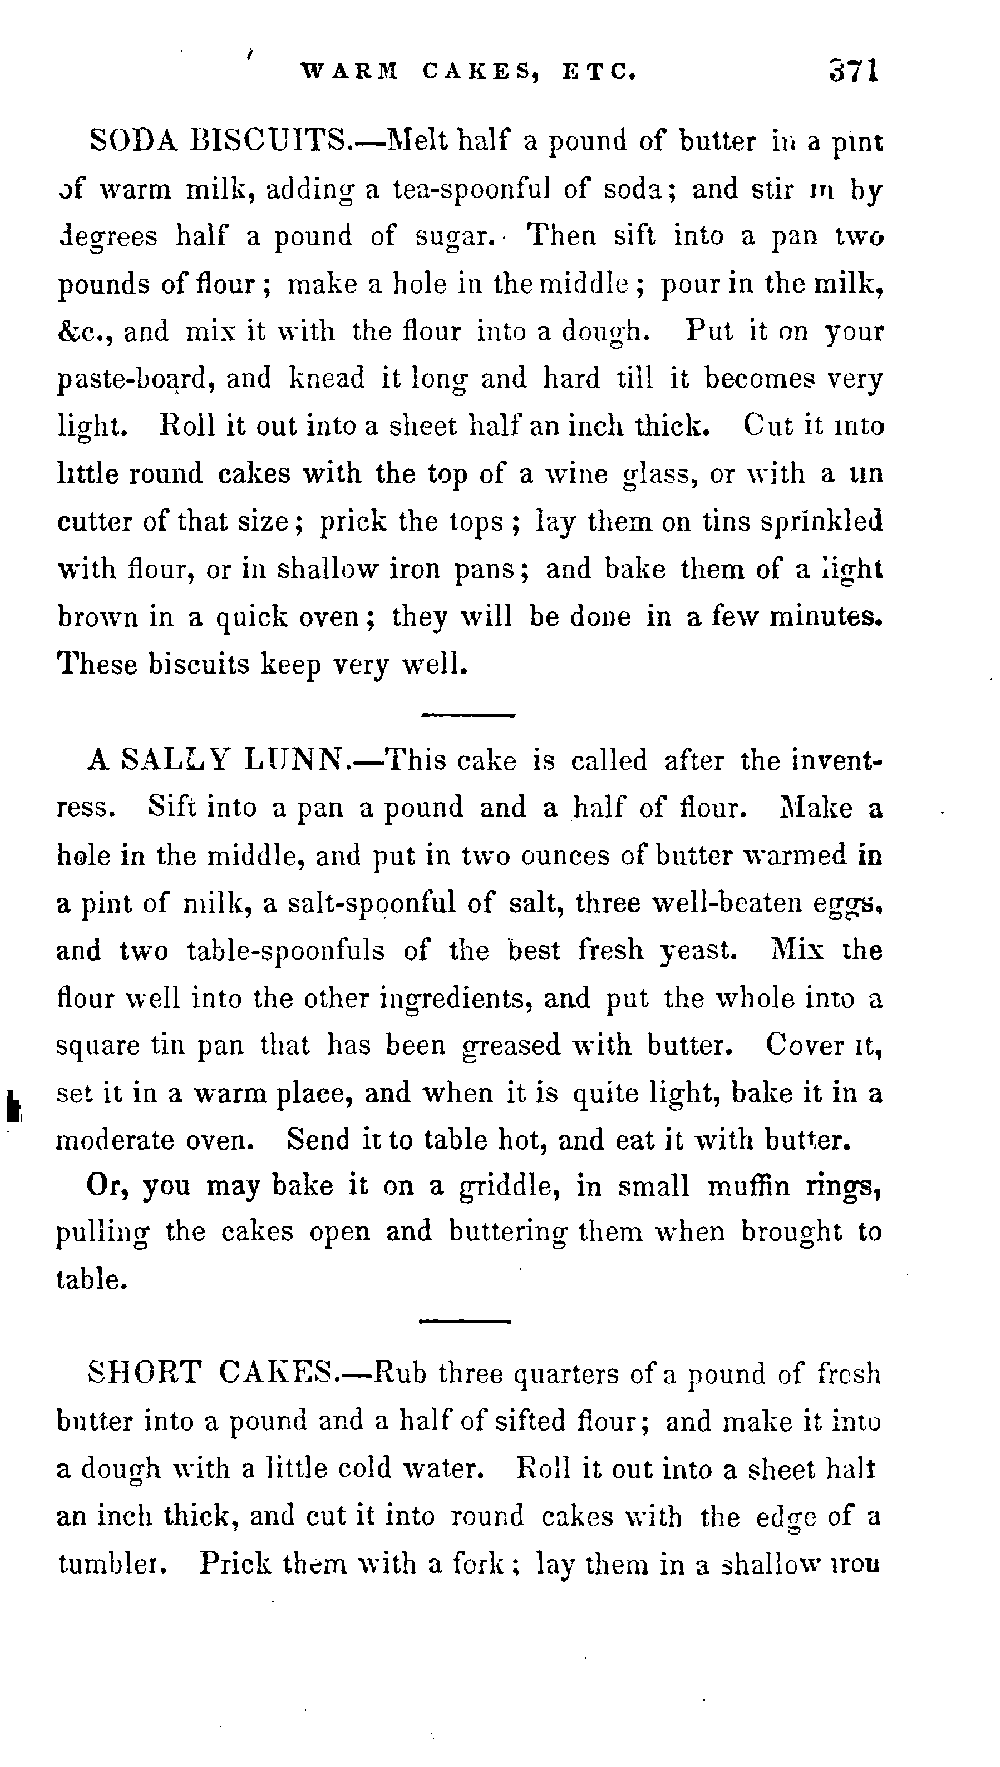 WARM CAKES, ETC. 371
SODA BISCUITS.—Melt half a pound of butter in a pint
of warm milk, adding a tea-spoonful of soda; and stir in by
degrees half a pound of sugar. Then sift into a pan two
pounds of flour; make a hole in the middle; pour in the milk,
&c., and mix it with the flour into a dough. Put it on your
paste-board, and knead it long and hard till it becomes very
light. Roll it out into a sheet half an inch thick. Cut it into
little round cakes with the top of a wine glass, or with a tin
cutter of that size; prick the tops; lay them on tins sprinkled
with flour, or in shallow iron pans; and bake them of a light
brown in a quick oven; they will be done in a few minutes.
These biscuits keep very well.
A SALLY LUNN.—This cake is called after the invent-
ress. Sift into a pan a pound and a half of flour. Make a
hole in the middle, and put in two ounces of butter warmed in
a pint of milk, a salt-spoonful of salt, three well-beaten eggs,
and two table-spoonfuls of the best fresh yeast. Mix the
flour well into the other ingredients, and put the whole into a
square tin pan that has been greased with butter. Cover it,
set it in a warm place, and when it is quite light, bake it in a
moderate oven. Send it to table hot, and eat it with butter.
Or, you may bake it on a griddle, in small muffin rings,
pulling the cakes open and buttering them when brought to
table.
SHORT CAKES.—Rub three quarters of a pound of fresh
butter into a pound and a half of sifted flour; and make it into
a dough with a little cold water. Roll it out into a sheet half
an inch thick, and cut it into round cakes with the edge of a
tumbler. Prick them with a fork; lay them in a shallow iron